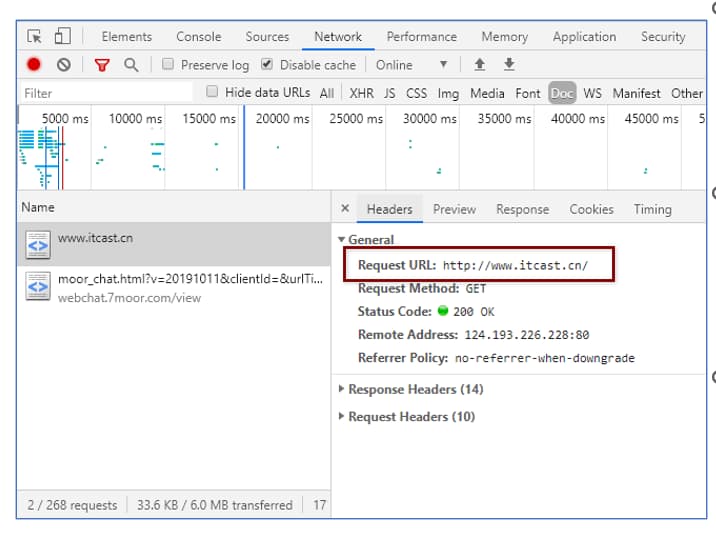 Elements Console Sources Network Performance Memory Application Security
Preserve log Disable cache Online ▼
Filter Hide data URLs All XHR JS CSS Img Media Font Doc WS Manifest Other
5000 ms 10000 ms 15000 ms 20000 ms 25000 ms 30000 ms 35000 ms 40000 ms 45000 ms 5
Name
www.itcast.cn
moor_chat.html?v=20191011&clientId=&urlTi...
webchat.7moor.com/view
2 / 268 requests 33.6 KB / 6.0 MB transferred 17
× Headers Preview Response Cookies Timing
▼ General
Request URL: http://www.itcast.cn/
Request Method: GET
Status Code: 200 OK
Remote Address: 124.193.226.228:80
Referrer Policy: no-referrer-when-downgrade
▶ Response Headers (14)
▶ Request Headers (10)